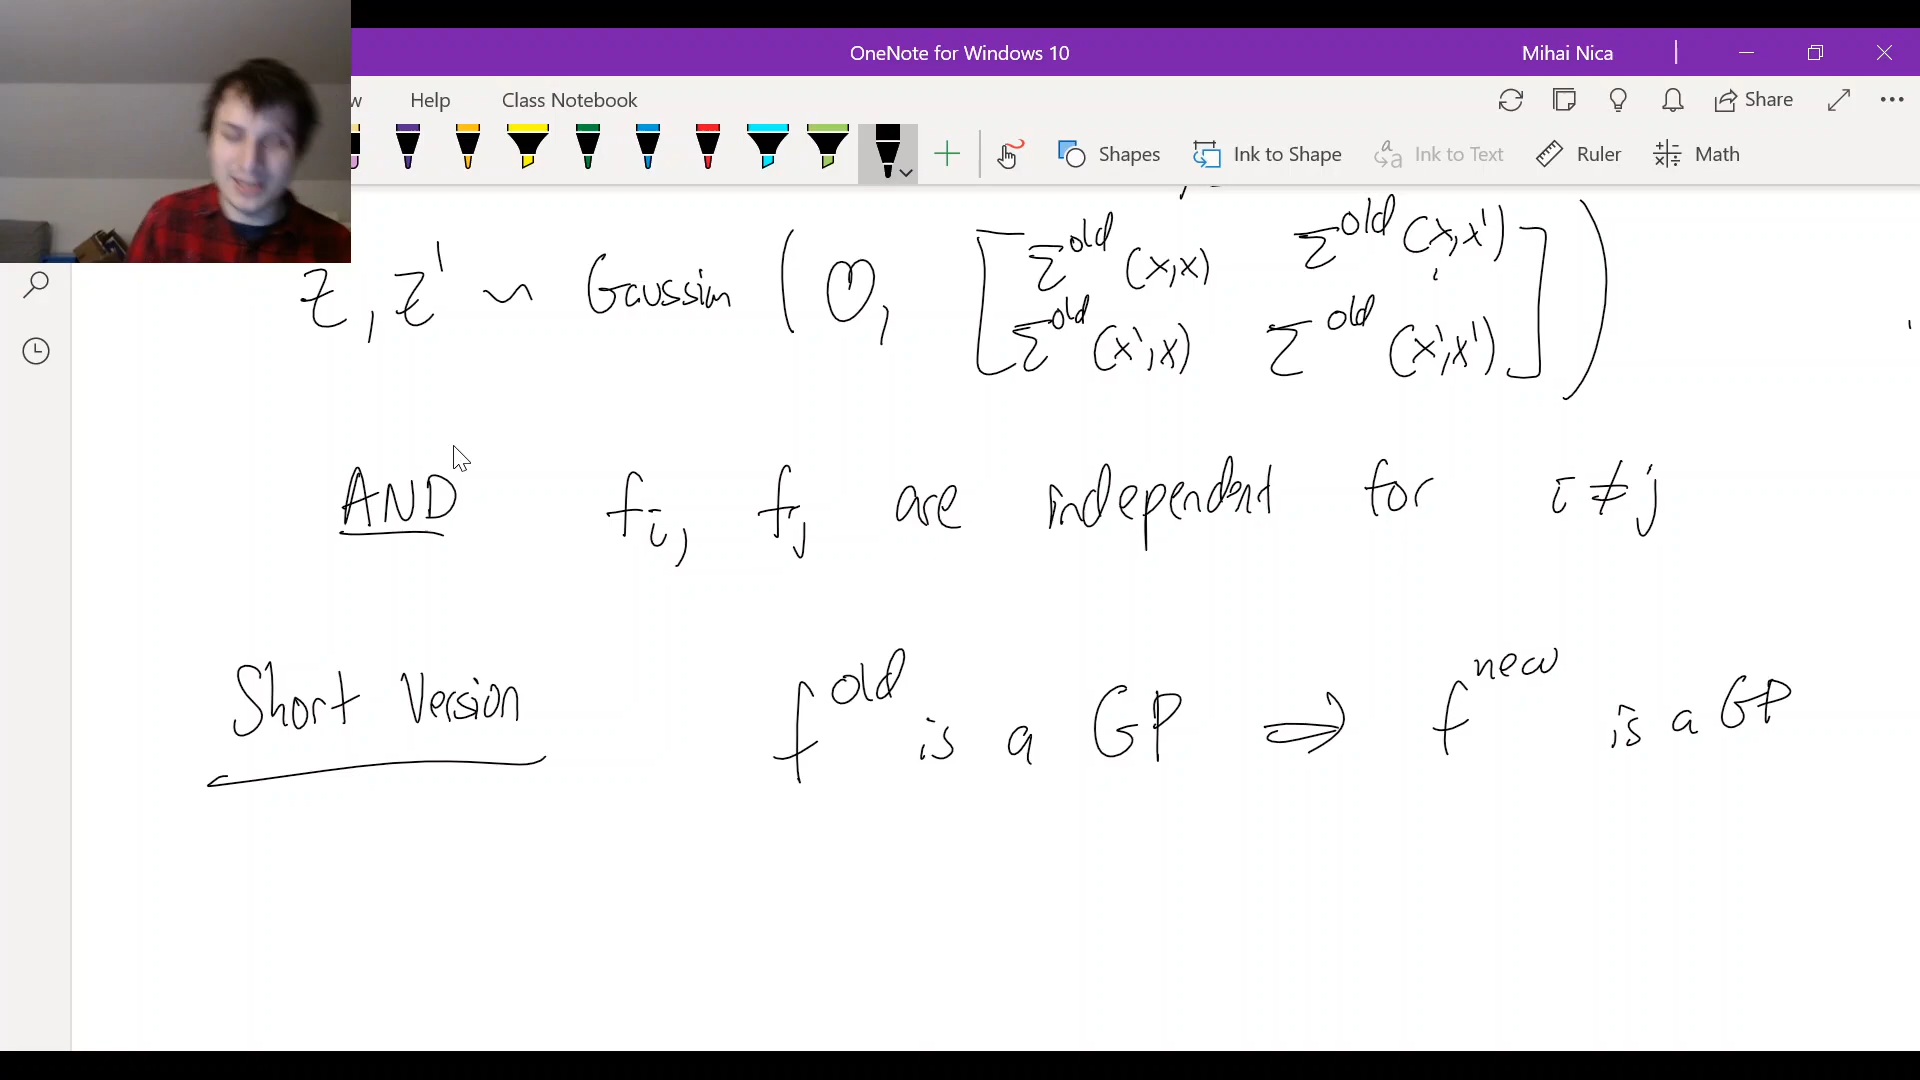 OneNote for Windows 10 Mihai Nica
Help Class Notebook Share
Shapes Ink to Shape Ink to Text Ruler Math
Z, Z' ~ Gaussian ( 0, [ Σ^old (x,x) Σ^old (x,x')
Σ^old (x',x) Σ^old (x',x') ] )
AND f_i, f_j are independent for i ≠ j
Short Version f^old is a GP ⇒ f^new is a GP